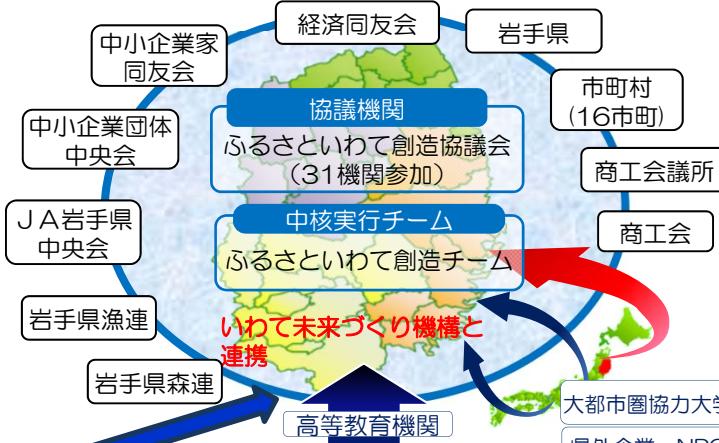 経済同友会
岩手県
中小企業家
同友会
市町村
(16市町)
中小企業団体
中央会
協議機関
ふるさといわて創造協議会
（31機関参加）
商工会議所
JA岩手県
中央会
中核実行チーム
ふるさといわて創造チーム
商工会
岩手県漁連
いわて未来づくり機構と
連携
岩手県森連
大都市圏協力大学
高等教育機関